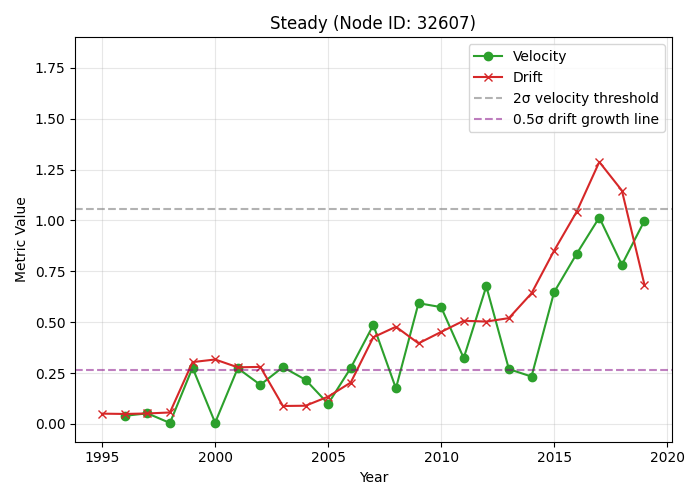 Steady (Node ID: 32607)
Velocity
Drift
2σ velocity threshold
0.5σ drift growth line
Metric Value
1.75
1.50
1.25
1.00
0.75
0.50
0.25
0.00
1995 2000 2005 2010 2015 2020
Year